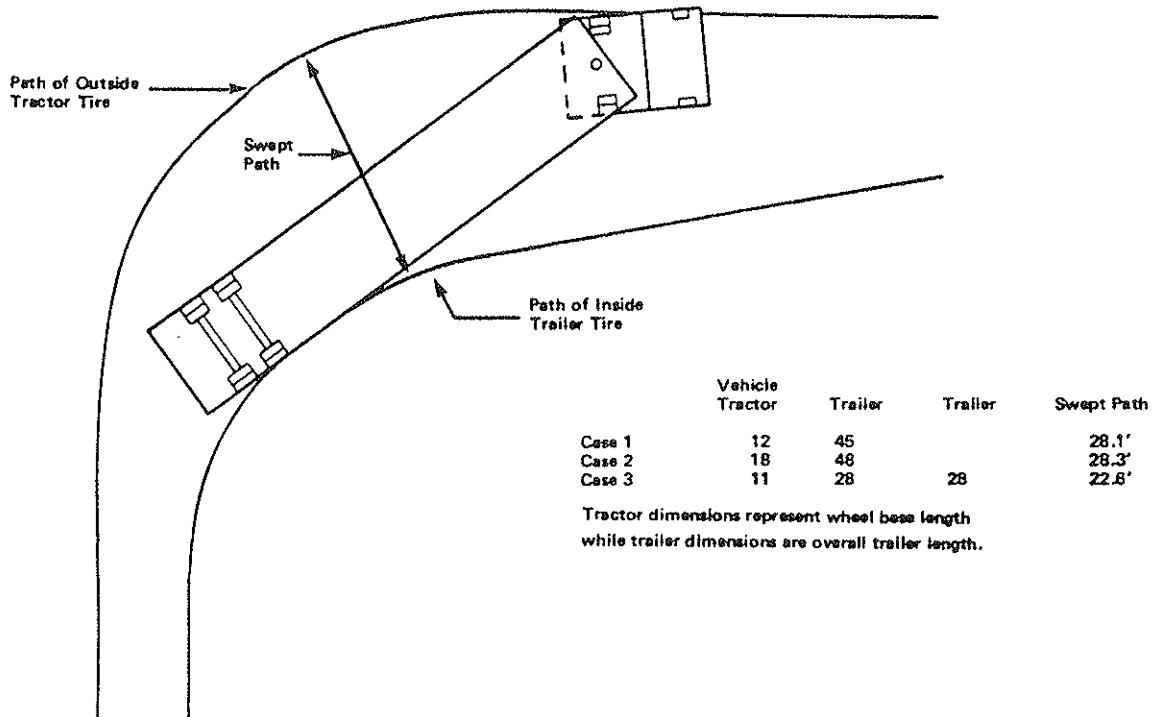 Path of Outside
Tractor Tire
Swept
Path
Path of Inside
Trailer Tire
Vehicle
Tractor Trailer Trailer Swept Path
Case 1 12 45 28.1'
Case 2 18 48 28.3'
Case 3 11 28 28 22.6'
Tractor dimensions represent wheel base length
while trailer dimensions are overall trailer length.